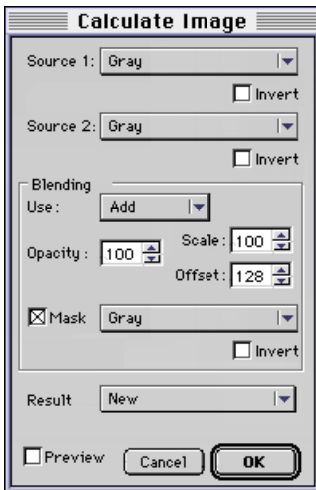 Calculate Image
Source 1: Gray
Invert
Source 2: Gray
Invert
Blending
Use: Add
Opacity: 100
Scale: 100
Offset: 128
Mask Gray
Invert
Result New
Preview Cancel OK